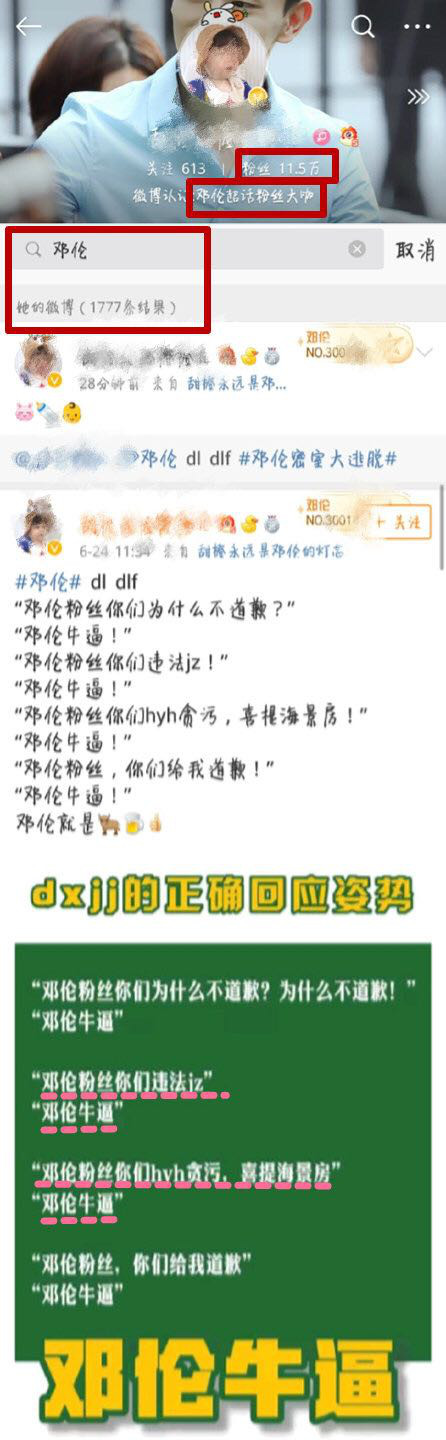 关注 613 | 粉丝 11.5万
微博认证:邓伦超话粉丝大咖
邓伦
取消
她的微博（1777条结果）
邓伦
NO.300
28分钟前 来自 甜橙永远是邓...
邓伦 dl dlf #邓伦密室大逃脱#
邓伦
NO.3001
+关注
6-24 11:34 来自 甜橙永远是邓伦的灯芯
#邓伦# dl dlf
“邓伦粉丝你们为什么不道歉？”
“邓伦牛逼！”
“邓伦粉丝你们违法jz！”
“邓伦牛逼！”
“邓伦粉丝你们hyh贪污，喜提海景房！”
“邓伦牛逼！”
“邓伦粉丝，你们给我道歉！”
“邓伦牛逼！”
邓伦就是🐂🍺👍
dxjj的正确回应姿势
“邓伦粉丝你们为什么不道歉？为什么不道歉！”
“邓伦牛逼”
“邓伦粉丝你们违法jz”
“邓伦牛逼”
“邓伦粉丝你们hyh贪污，喜提海景房”
“邓伦牛逼”
“邓伦粉丝，你们给我道歉”
“邓伦牛逼”
邓伦牛逼